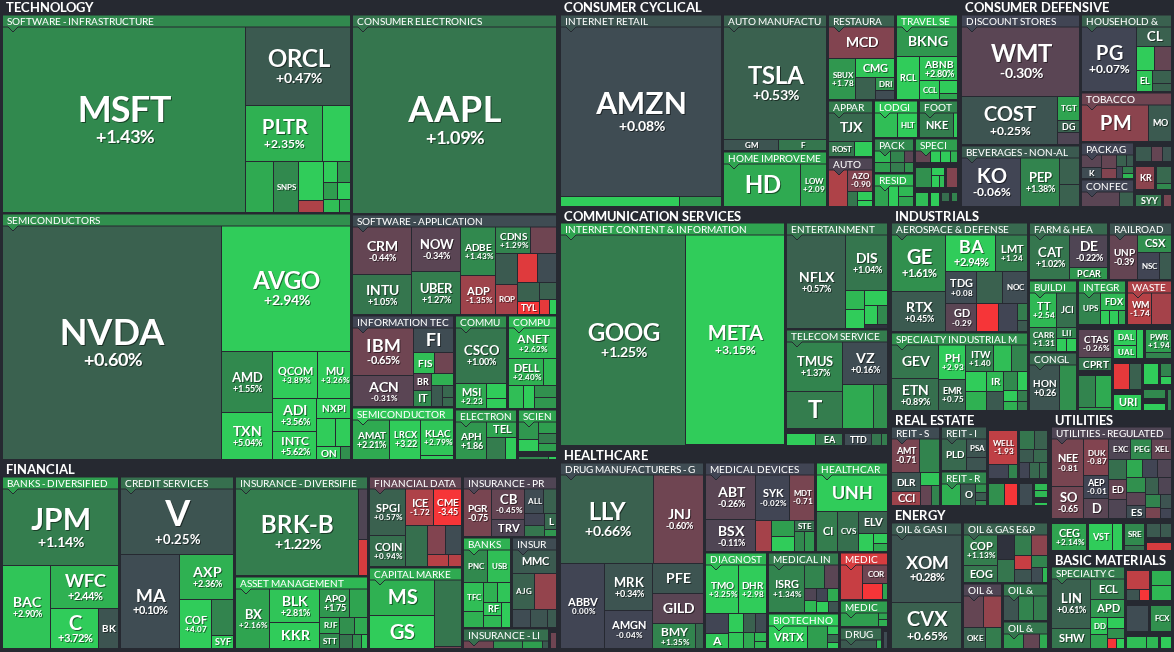 TECHNOLOGY
SOFTWARE - INFRASTRUCTURE
MSFT
+1.43%
ORCL
+0.47%
PLTR
+2.35%
SNPS
CONSUMER ELECTRONICS
AAPL
+1.09%
SEMICONDUCTORS
NVDA
+0.60%
AVGO
+2.94%
AMD
+1.55%
QCOM
+3.89%
MU
+3.26%
TXN
+5.04%
ADI
+3.56%
NXPI
INTC
+5.62%
ON
SOFTWARE - APPLICATION
CRM
-0.44%
NOW
-0.34%
ADBE
+1.43%
CDNS
+1.29%
INTU
+1.05%
UBER
+1.27%
ADP
-1.35%
ROP
TYL
INFORMATION TEC
IBM
-0.65%
FI
FIS
ACN
-0.31%
BR
IT
COMMU
CSCO
+1.00%
MSI
+2.23
COMPU
ANET
+2.62%
DELL
+2.40%
SEMICONDUCTOR
AMAT
+2.21%
LRCX
+3.22
KLAC
+2.79%
ELECTRON
APH
+1.86
TEL
SCIEN
CONSUMER CYCLICAL
INTERNET RETAIL
AMZN
+0.08%
AUTO MANUFACTU
TSLA
+0.53%
GM
F
RESTAURA
MCD
SBUX
+1.78
CMG
DRI
TRAVEL SE
BKNG
RCL
ABNB
+2.80%
CCL
HOME IMPROVEME
HD
LOW
+2.09
APPAR
TJX
ROST
LODGI
HLT
FOOT
NKE
AUTO
AZO
-0.90
PACK
SPECI
RESID
CONSUMER DEFENSIVE
DISCOUNT STORES
WMT
-0.30%
COST
+0.25%
TGT
DG
HOUSEHOLD &
PG
+0.07%
CL
EL
TOBACCO
PM
MO
BEVERAGES - NON-AL
KO
-0.06%
PEP
+1.38%
PACKAG
K
KR
CONFEC
SYY
COMMUNICATION SERVICES
INTERNET CONTENT & INFORMATION
GOOG
+1.25%
META
+3.15%
ENTERTAINMENT
NFLX
+0.57%
DIS
+1.04%
TELECOM SERVICE
TMUS
+1.37%
VZ
+0.16%
T
EA
TTD
INDUSTRIALS
AEROSPACE & DEFENSE
GE
+1.61%
BA
+2.94%
LMT
+1.24
RTX
+0.45%
TDG
+0.08
NOC
GD
-0.29
FARM & HEA
CAT
+1.02%
DE
-0.22%
PCAR
RAILROAD
UNP
-0.39
CSX
NSC
SPECIALTY INDUSTRIAL M
GEV
PH
+2.93
ITW
+1.40
ETN
+0.89%
EMR
+0.75
IR
BUILDI
TT
+2.54
JCI
CARR
+1.31
LII
INTEGR
UPS
FDX
WASTE
WM
-1.74
CTAS
-0.26%
CPRT
DAL
UAL
PWR
+1.94
CONGL
HON
+0.26
URI
FINANCIAL
BANKS - DIVERSIFIED
JPM
+1.14%
BAC
+2.90%
WFC
+2.44%
C
+3.72%
BK
CREDIT SERVICES
V
+0.25%
MA
+0.10%
AXP
+2.36%
COF
+4.07
SYF
INSURANCE - DIVERSIFIE
BRK-B
+1.22%
ASSET MANAGEMENT
BX
+2.16%
BLK
+2.81%
APO
+1.75
KKR
RJF
STT
FINANCIAL DATA
SPGI
+0.57%
ICE
-1.72
CME
-3.45
COIN
+0.94%
CAPITAL MARKE
MS
GS
INSURANCE - PR
PGR
-0.75
CB
-0.45%
ALL
TRV
L
BANKS
PNC
USB
TFC
RF
INSUR
MMC
AJG
INSURANCE - LI
HEALTHCARE
DRUG MANUFACTURERS - G
LLY
+0.66%
JNJ
-0.60%
ABBV
0.00%
MRK
+0.34%
PFE
AMGN
-0.04%
GILD
BMY
+1.35%
MEDICAL DEVICES
ABT
-0.26%
SYK
-0.02%
MDT
-0.71
BSX
-0.11%
STE
HEALTHCAR
UNH
CI
CVS
ELV
DIAGNOST
TMO
+3.25%
DHR
+2.98
A
MEDICAL IN
ISRG
+1.34%
BIOTECHNO
VRTX
MEDIC
COR
MEDIC
DRUG
REAL ESTATE
REIT - S
AMT
-0.71
DLR
CCI
REIT - I
PLD
PSA
REIT - R
O
WELL
-1.93
UTILITIES
UTILITIES - REGULATED
NEE
-0.81
DUK
-0.87
EXC
PEG
XEL
SO
-0.65
AEP
-0.01
ED
D
ES
CEG
+2.14%
VST
SRE
ENERGY
OIL & GAS I
XOM
+0.28%
CVX
+0.65%
OIL & GAS E&P
COP
+1.13%
EOG
OIL &
OKE
OIL &
OIL &
BASIC MATERIALS
SPECIALTY C
LIN
+0.61%
ECL
APD
SHW
DD
FCX